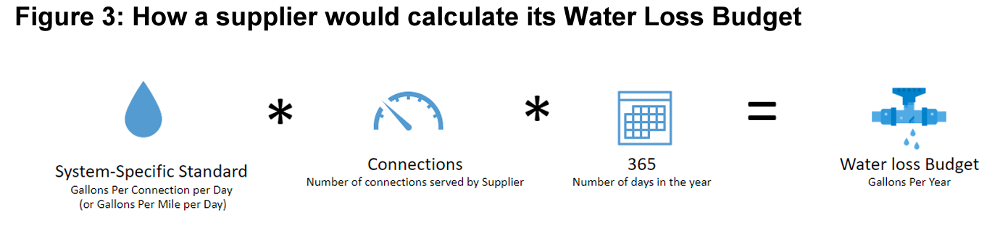 Figure 3: How a supplier would calculate its Water Loss Budget
* * =
System-Specific Standard
Gallons Per Connection per Day
(or Gallons Per Mile per Day)
Connections
Number of connections served by Supplier
365
Number of days in the year
Water loss Budget
Gallons Per Year